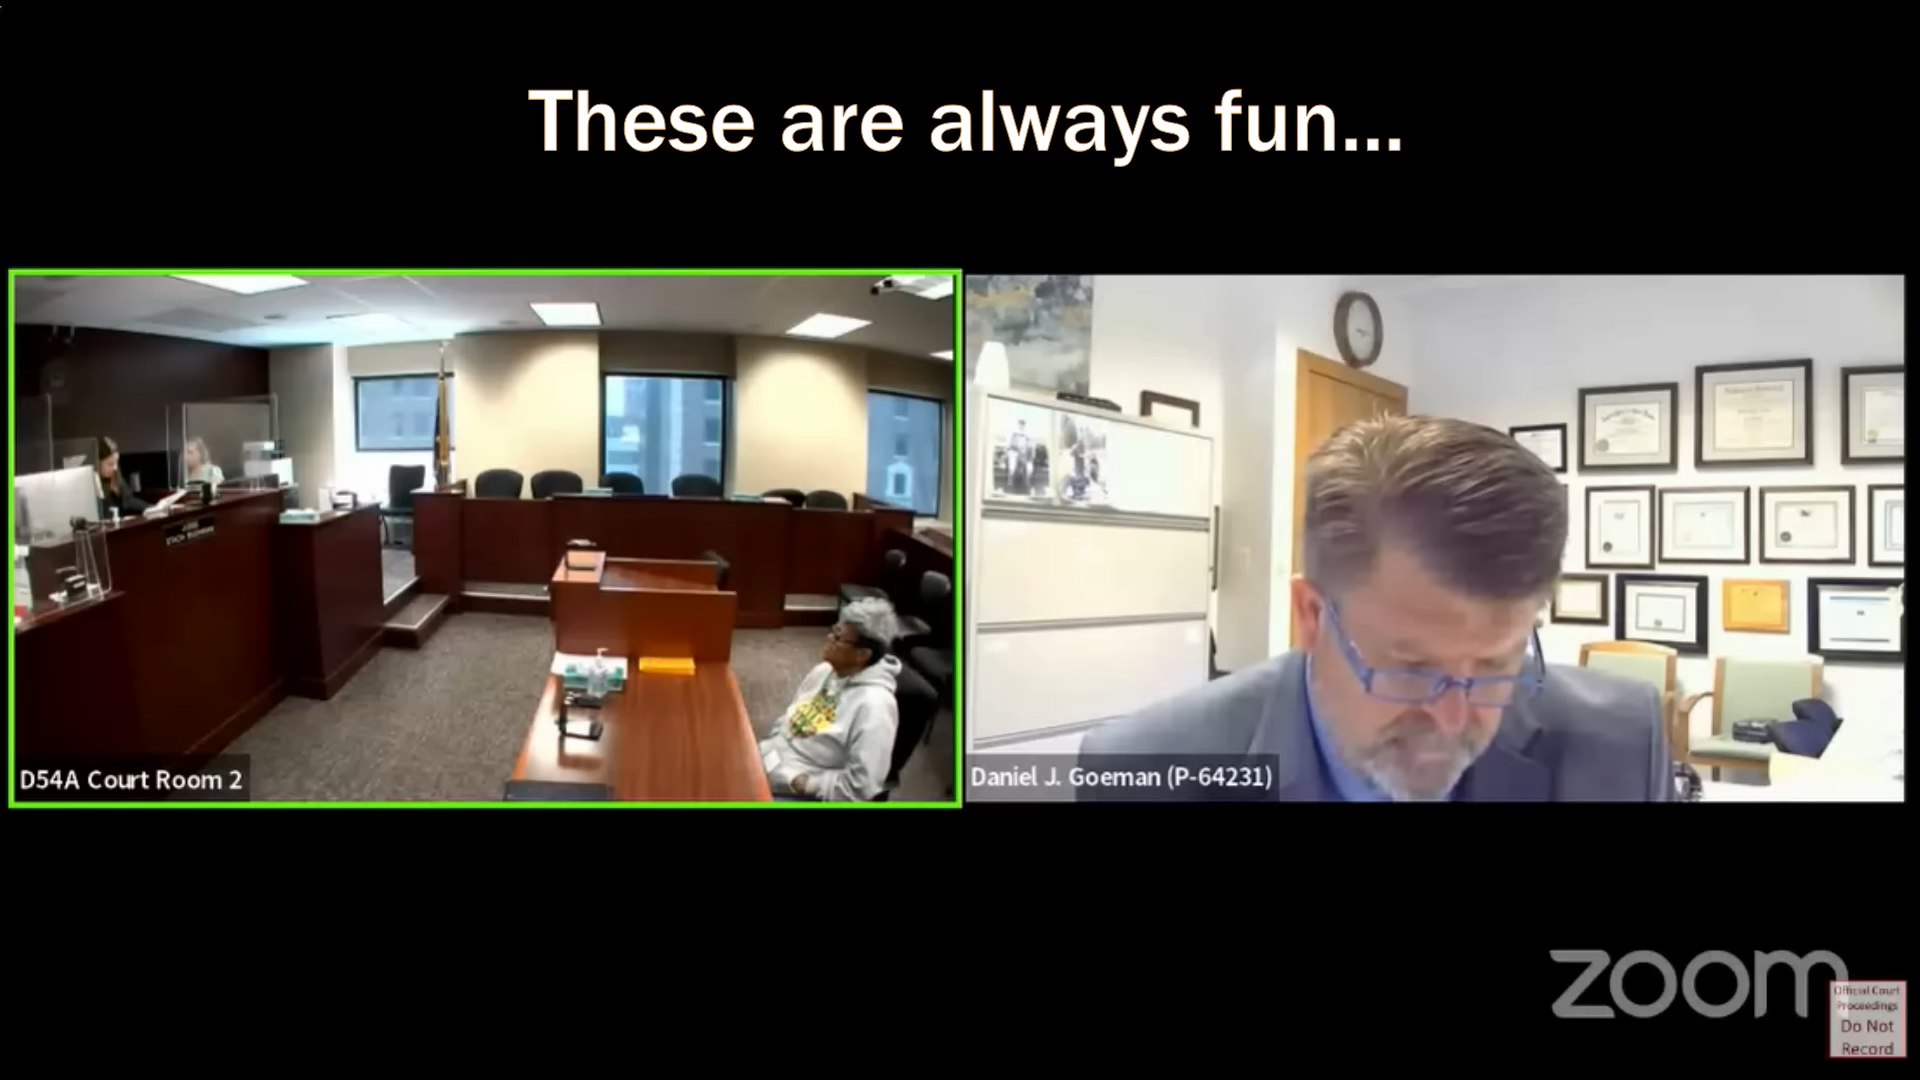 These are always fun...
D54A Court Room 2
Daniel J. Goeman (P-64231)
zoom
Official Court
Proceedings
Do Not
Record